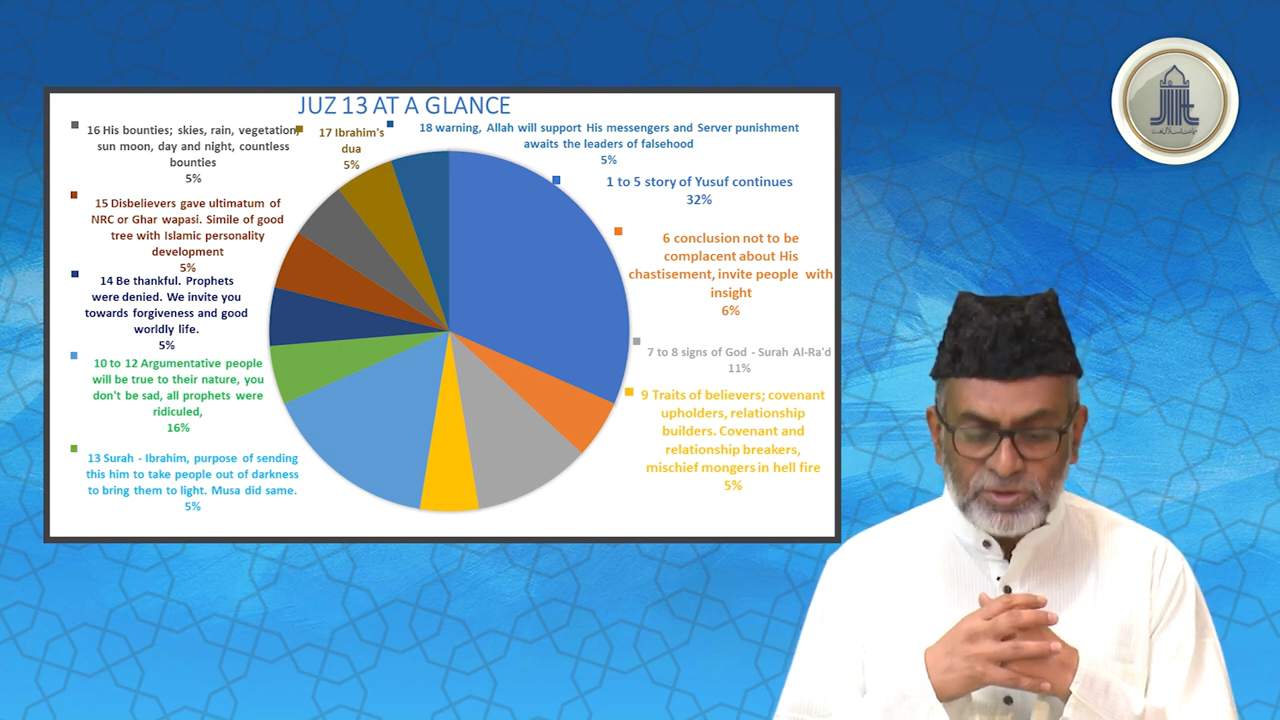 JUZ 13 AT A GLANCE
16 His bounties; skies, rain, vegetation,
sun moon, day and night, countless
bounties
5%
17 Ibrahim's
dua
5%
18 warning, Allah will support His messengers and Server punishment
awaits the leaders of falsehood
5%
1 to 5 story of Yusuf continues
32%
6 conclusion not to be
complacent about His
chastisement, invite people with
insight
6%
7 to 8 signs of God - Surah Al-Ra'd
11%
9 Traits of believers; covenant
upholders, relationship
builders. Covenant and
relationship breakers,
mischief mongers in hell fire
5%
15 Disbelievers gave ultimatum of
NRC or Ghar wapasi. Simile of good
tree with Islamic personality
development
5%
14 Be thankful. Prophets
were denied. We invite you
towards forgiveness and good
worldly life.
5%
10 to 12 Argumentative people
will be true to their nature, you
don't be sad, all prophets were
ridiculed,
16%
13 Surah - Ibrahim, purpose of sending
this him to take people out of darkness
to bring them to light. Musa did same.
5%